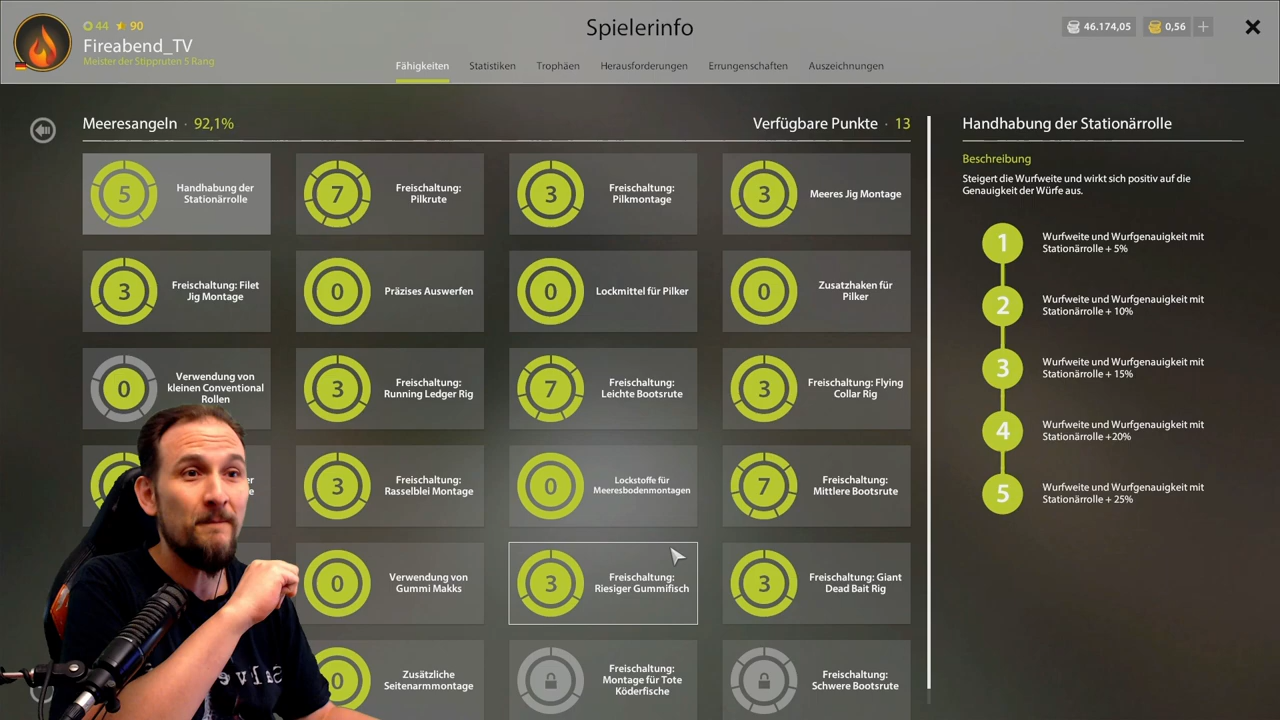 44 90
Fireabend_TV
Meister der Stippruten 5 Rang
Spielerinfo
46.174,05 0,56
Fähigkeiten Statistiken Trophäen Herausforderungen Errungenschaften Auszeichnungen
Meeresangeln · 92,1%
Verfügbare Punkte · 13
5
Handhabung der
Stationärrolle
7
Freischaltung:
Pilkrute
3
Freischaltung:
Pilkmontage
3
Meeres Jig Montage
3
Freischaltung: Filet
Jig Montage
0
Präzises Auswerfen
0
Lockmittel für Pilker
0
Zusatzhaken für
Pilker
0
Verwendung von
kleinen Conventional
Rollen
3
Freischaltung:
Running Ledger Rig
7
Freischaltung:
Leichte Bootsrute
3
Freischaltung: Flying
Collar Rig
3
Freischaltung:
Rasselblei Montage
0
Lockstoffe für
Meeresbodenmontagen
7
Freischaltung:
Mittlere Bootsrute
0
Verwendung von
Gummi Makks
3
Freischaltung:
Riesiger Gummifisch
3
Freischaltung: Giant
Dead Bait Rig
0
Zusätzliche
Seitenarmmontage
Freischaltung:
Montage für Tote
Köderfische
Freischaltung:
Schwere Bootsrute
Handhabung der Stationärrolle
Beschreibung
Steigert die Wurfweite und wirkt sich positiv auf die
Genauigkeit der Würfe aus.
1
Wurfweite und Wurfgenauigkeit mit
Stationärrolle + 5%
2
Wurfweite und Wurfgenauigkeit mit
Stationärrolle + 10%
3
Wurfweite und Wurfgenauigkeit mit
Stationärrolle + 15%
4
Wurfweite und Wurfgenauigkeit mit
Stationärrolle +20%
5
Wurfweite und Wurfgenauigkeit mit
Stationärrolle + 25%